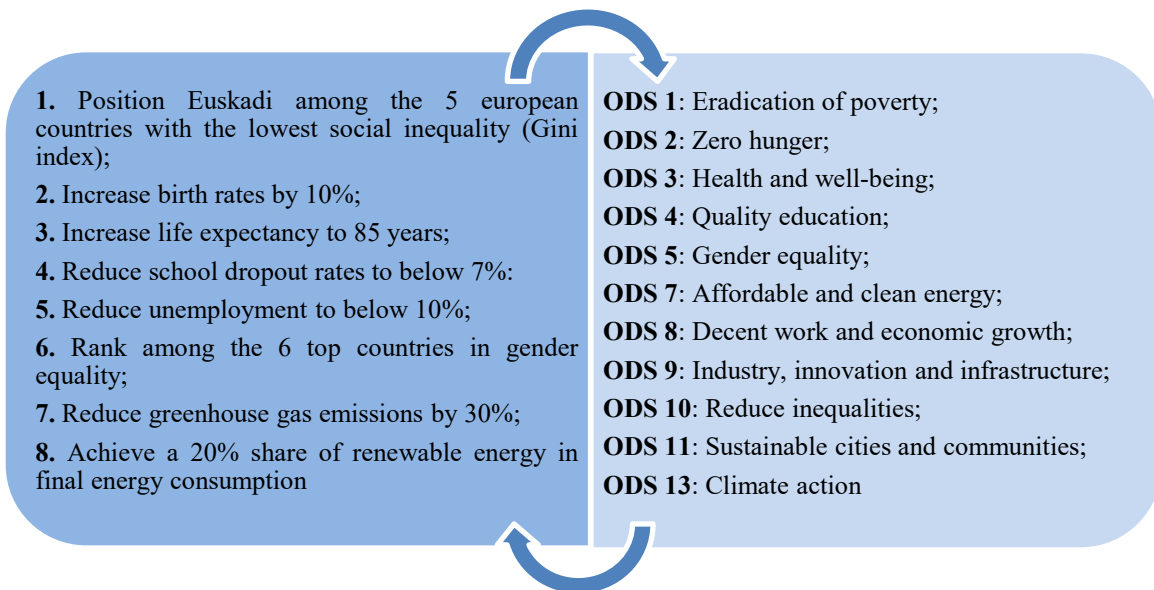 1. Position Euskadi among the 5 european
countries with the lowest social inequality (Gini
index);
2. Increase birth rates by 10%;
3. Increase life expectancy to 85 years;
4. Reduce school dropout rates to below 7%:
5. Reduce unemployment to below 10%;
6. Rank among the 6 top countries in gender
equality;
7. Reduce greenhouse gas emissions by 30%;
8. Achieve a 20% share of renewable energy in
final energy consumption
ODS 1: Eradication of poverty;
ODS 2: Zero hunger;
ODS 3: Health and well-being;
ODS 4: Quality education;
ODS 5: Gender equality;
ODS 7: Affordable and clean energy;
ODS 8: Decent work and economic growth;
ODS 9: Industry, innovation and infrastructure;
ODS 10: Reduce inequalities;
ODS 11: Sustainable cities and communities;
ODS 13: Climate action